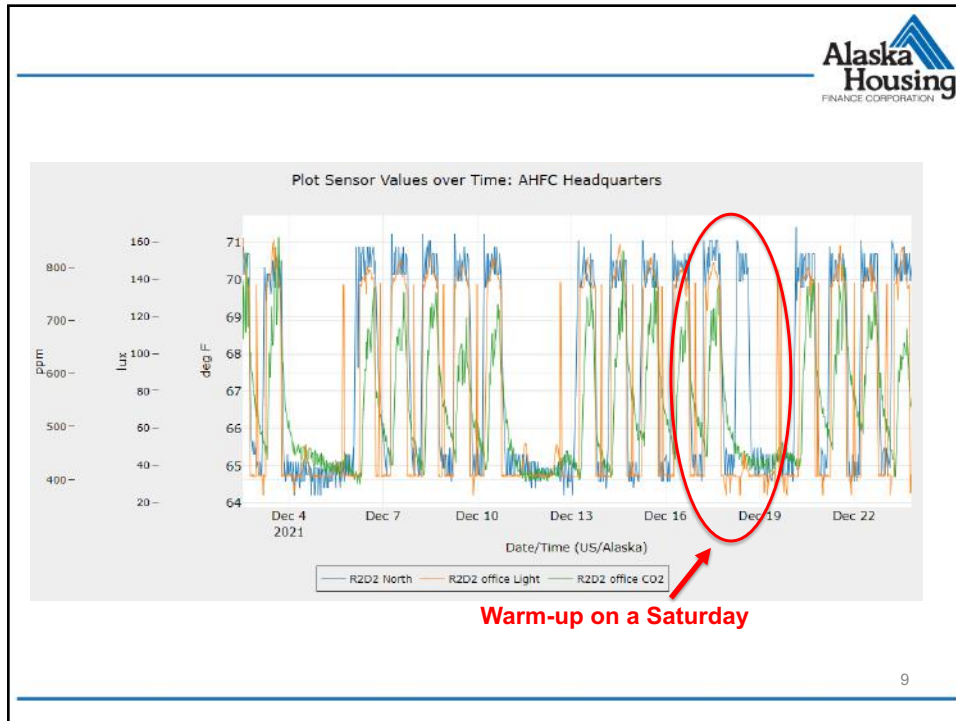 Alaska
Housing
FINANCE CORPORATION
Plot Sensor Values over Time: AHFC Headquarters
160
71
800
140
70
700
120
69
ppm
lux
deg F
100
68
600
80
67
500
60
66
400
40
65
20
64
Dec 4
2021
Dec 7
Dec 10
Dec 13
Dec 16
Dec 19
Dec 22
Date/Time (US/Alaska)
R2D2 North R2D2 office Light R2D2 office CO2
Warm-up on a Saturday
9